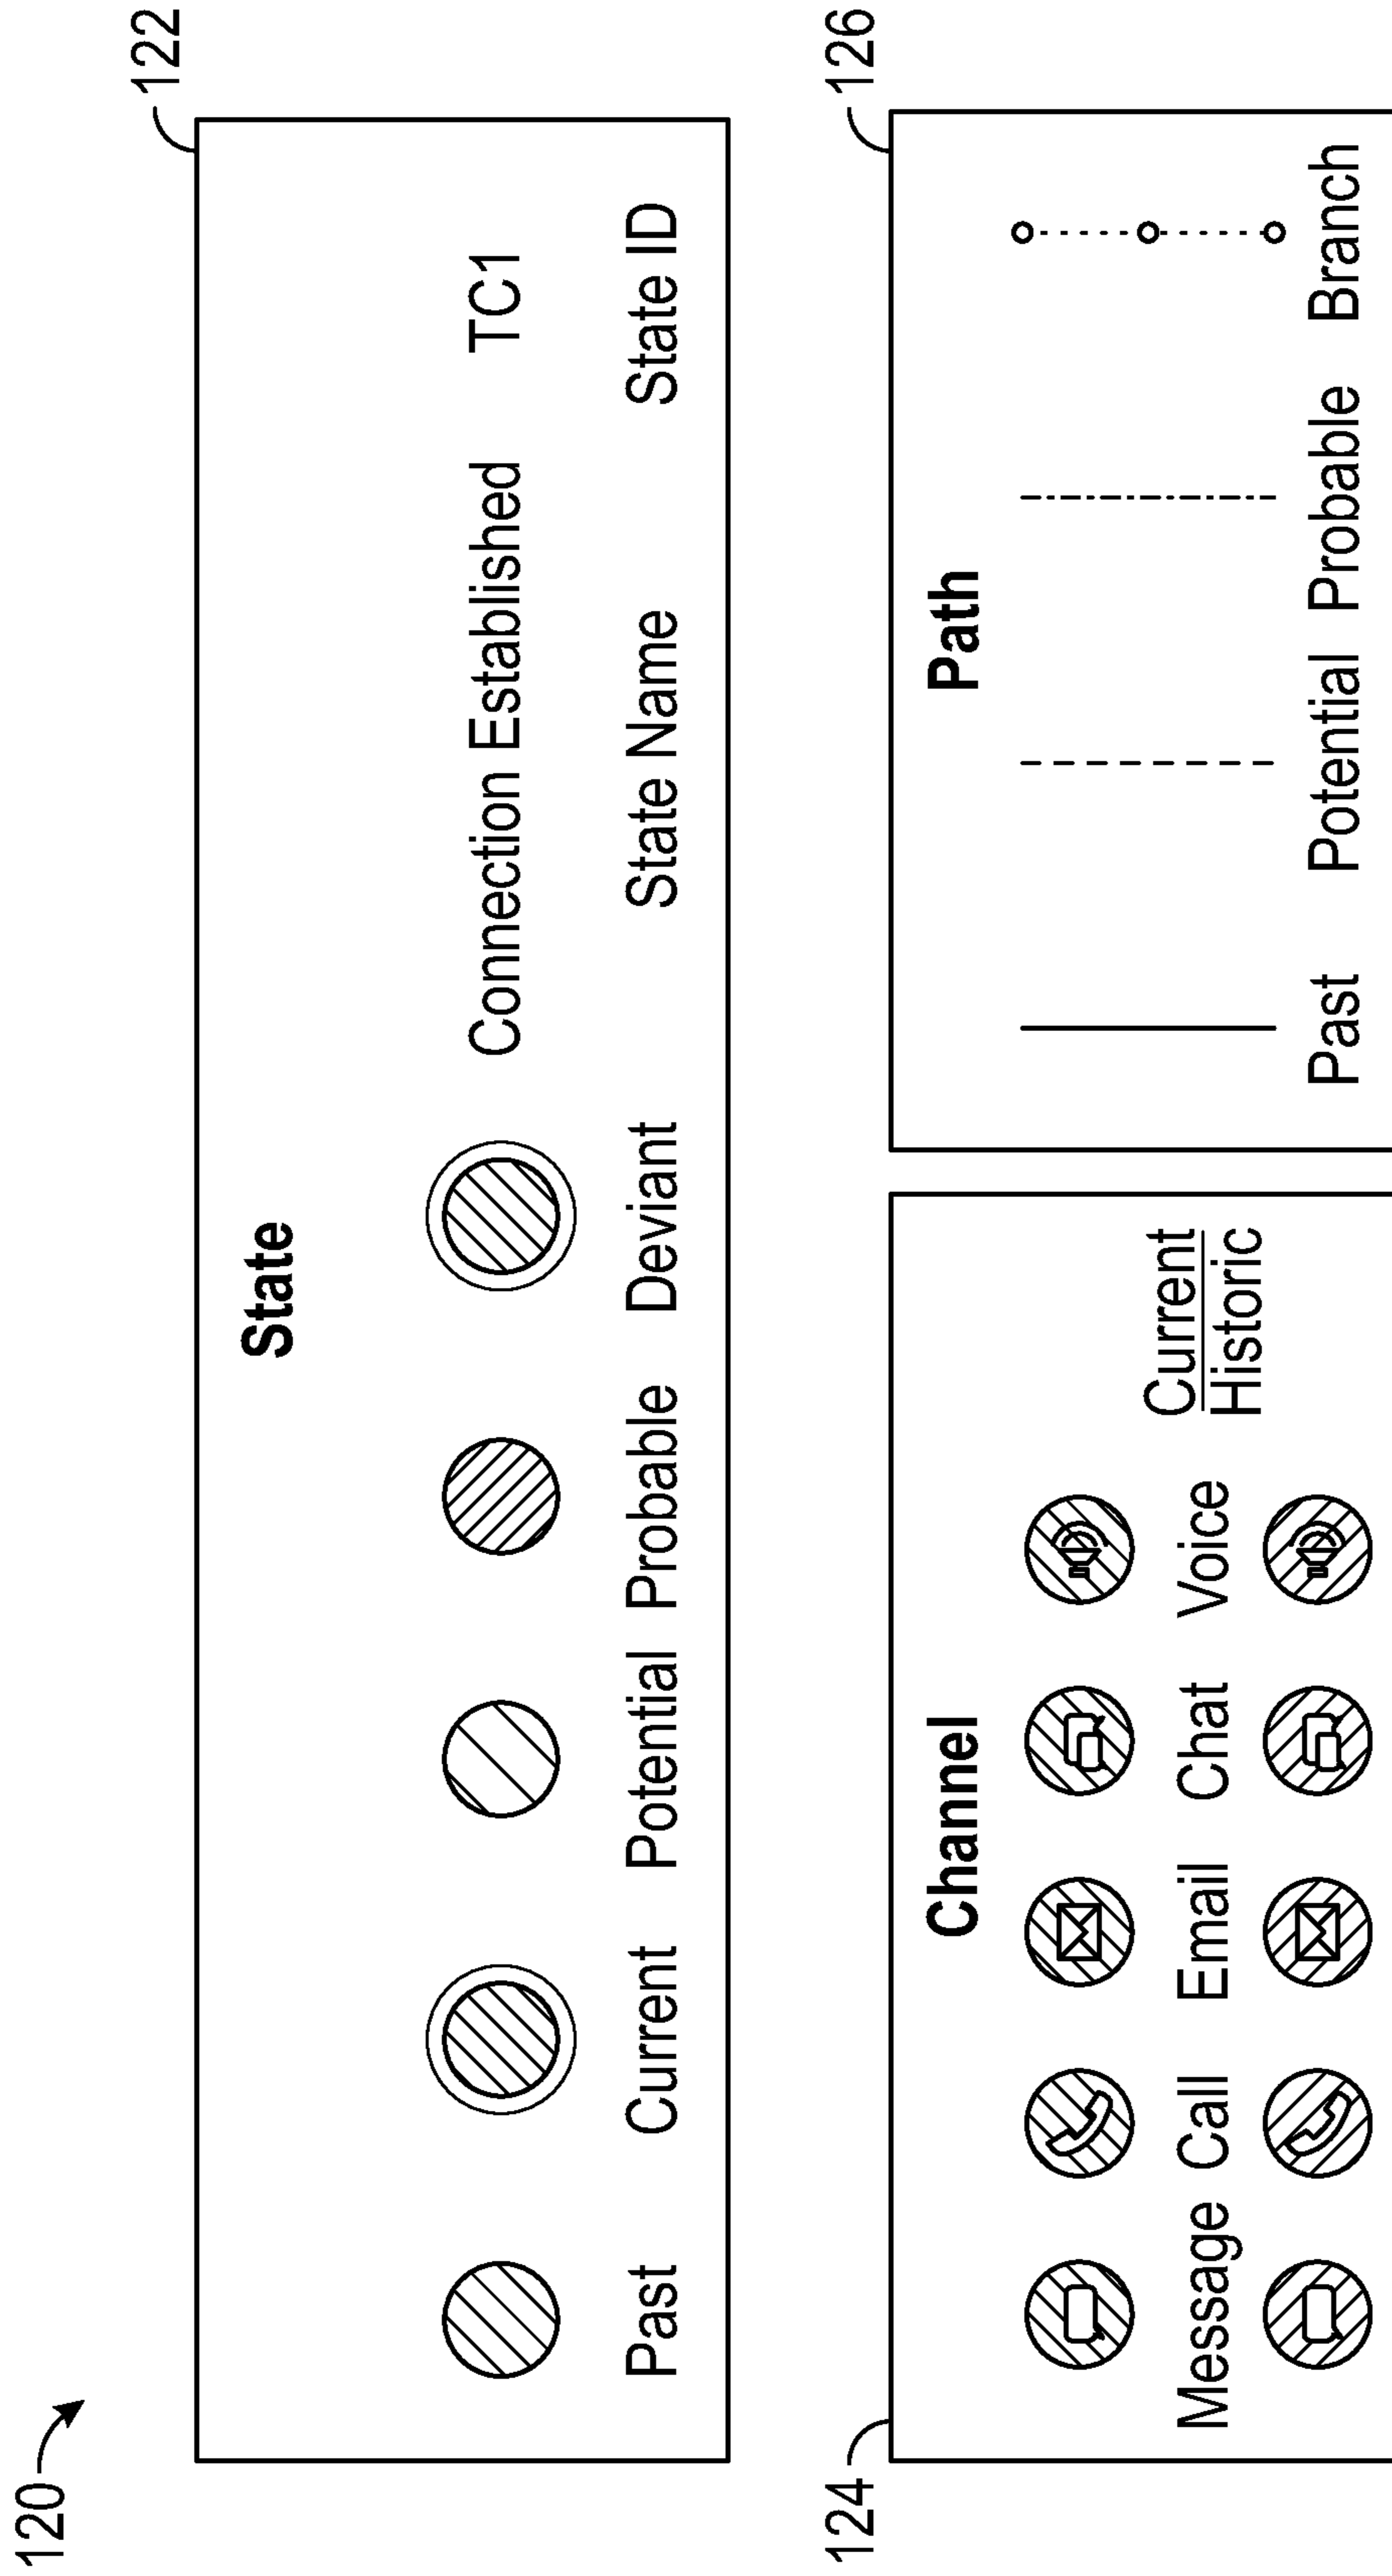 120
122
State
Connection Established TC1
Past Current Potential Probable Deviant State Name State ID
124
Channel
Message Call Email Chat Voice
Current
Historic
126
Path
Past Potential Probable Branch